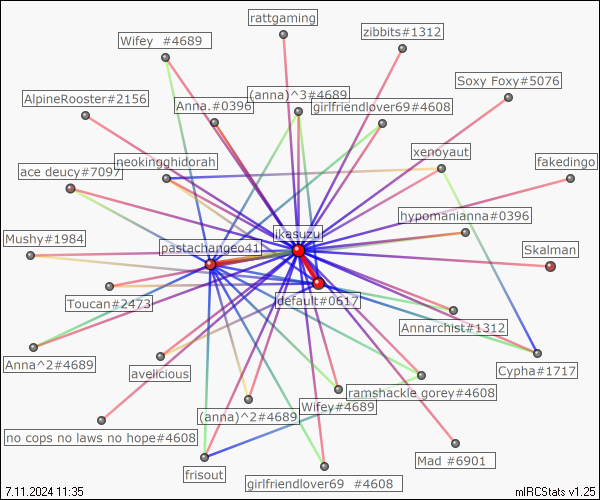 rattgaming
zibbits#1312
Wifey  #4689
Soxy Foxy#5076
AlpineRooster#2156
(anna)^3#4689
Anna.#0396
girlfriendlover69#4608
xenoyaut
neokingghidorah
fakedingo
ace deucy#7097
hypomanianna#0396
ikasuzu
Mushy#1984
pastachangeo41
Skalman
Toucan#2473
default#0617
Annarchist#1312
Anna^2#4689
Cypha#1717
avelicious
ramshackle gorey#4608
Wifey#4689
(anna)^2#4689
no cops no laws no hope#4608
Mad #6901
frisout
girlfriendlover69  #4608
7.11.2024 11:35
mIRCStats v1.25